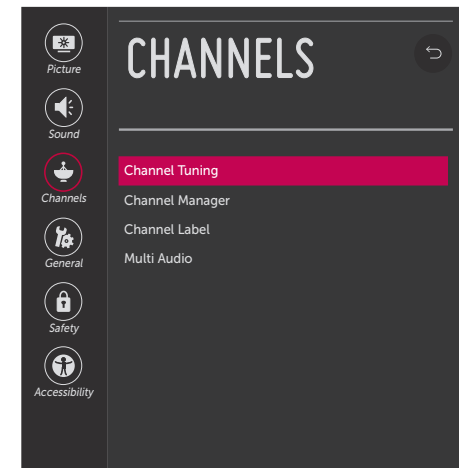 Picture
Sound
Channels
General
Safety
Accessibility
CHANNELS
Channel Tuning
Channel Manager
Channel Label
Multi Audio